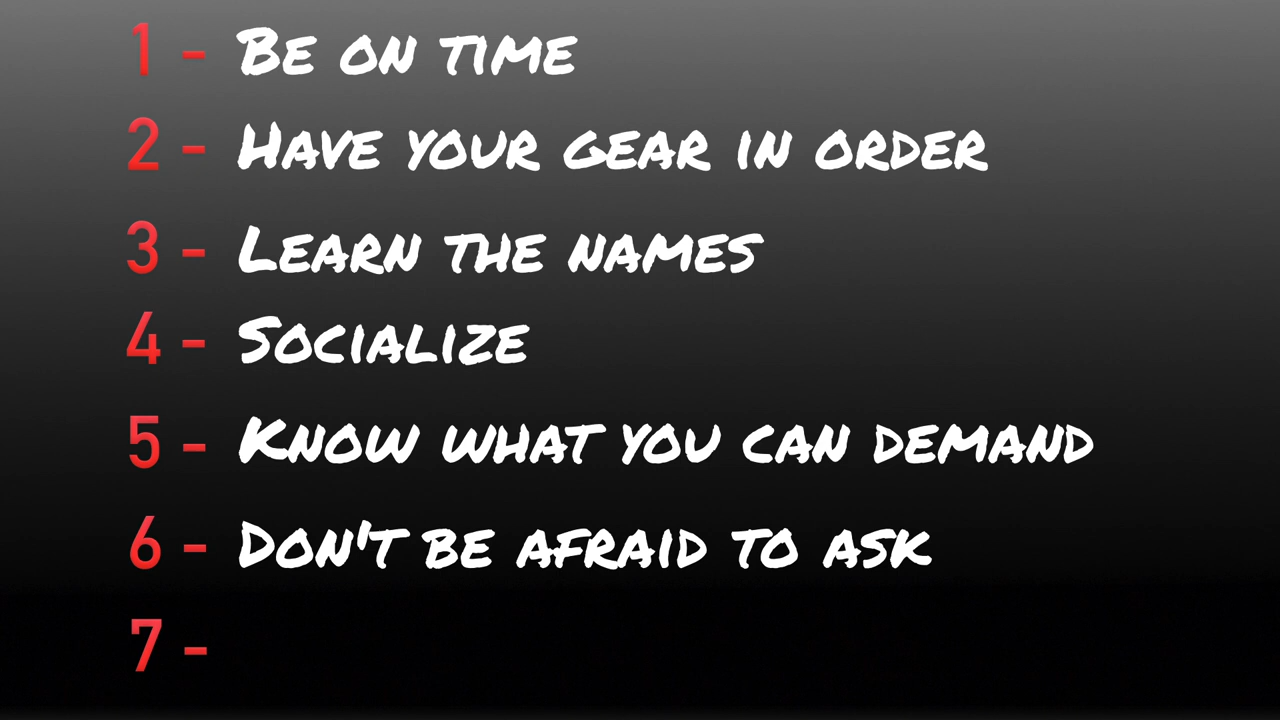 1 - Be on time
2 - Have your gear in order
3 - Learn the names
4 - Socialize
5 - Know what you can demand
6 - Don't be afraid to ask
7 -